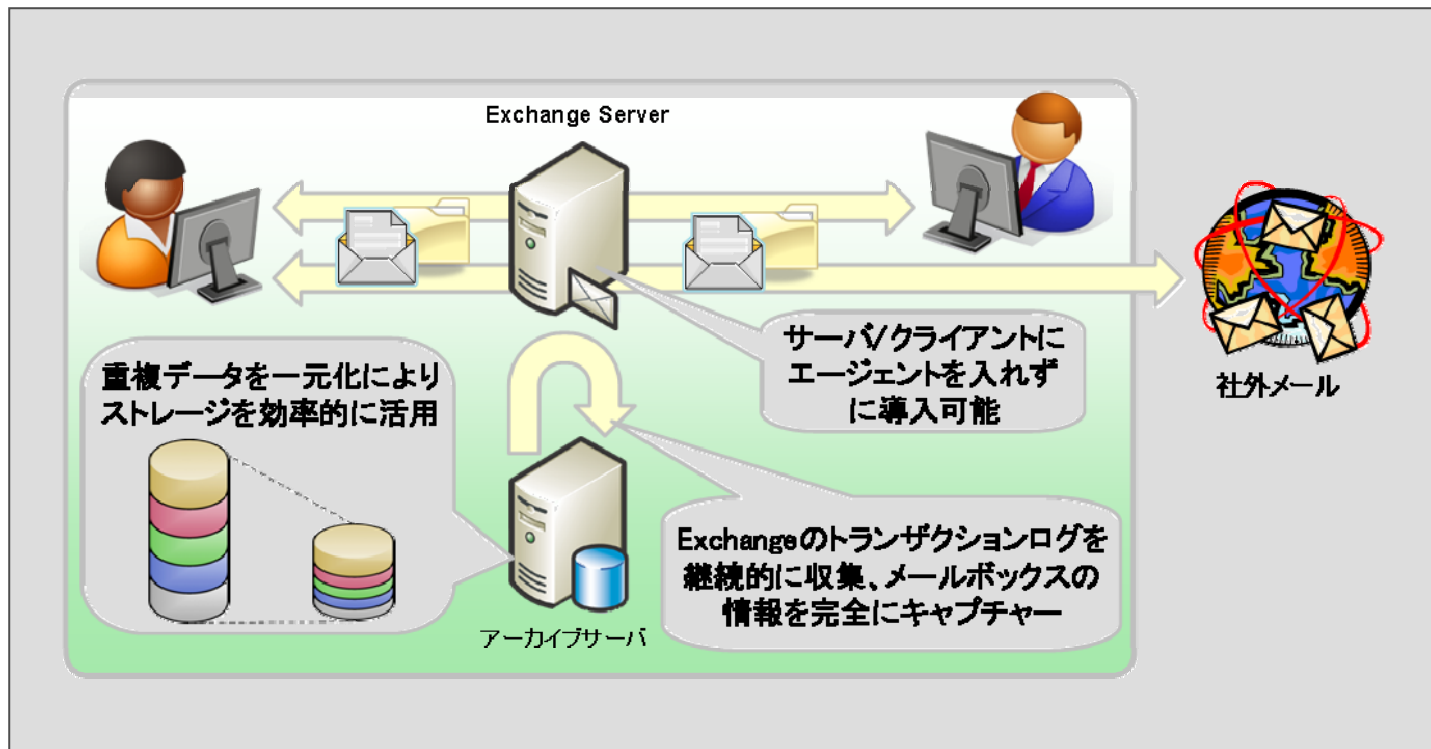 Exchange Server
サーバ/クライアントに
エージェントを入れず
に導入可能
社外メール
重複データを一元化により
ストレージを効率的に活用
Exchangeのトランザクションログを
継続的に収集、メールボックスの
情報を完全にキャプチャー
アーカイブサーバ